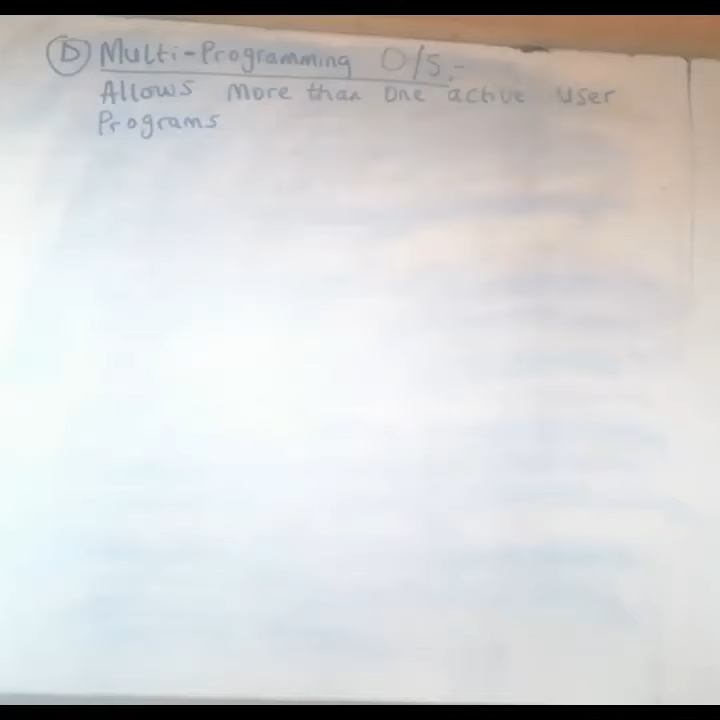 D Multi-Programming O/S:-
Allows more than one active user
Programs